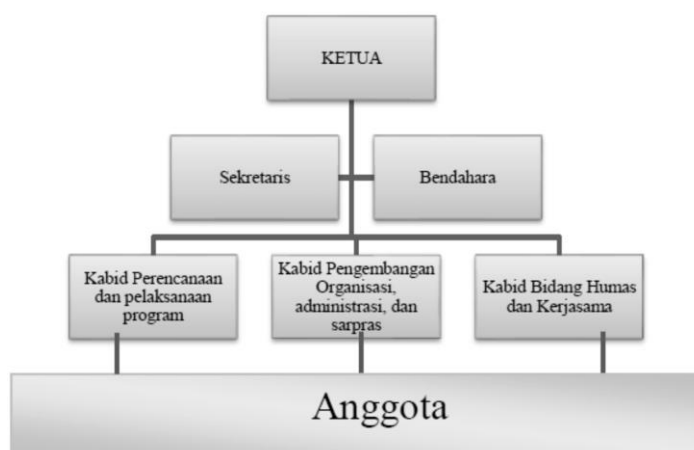 KETUA
Sekretaris
Bendahara
Kabid Perencanaan
dan pelaksanaan
program
Kabid Pengembangan
Organisasi,
administrasi, dan
sarpras
Kabid Bidang Humas
dan Kerjasama
Anggota